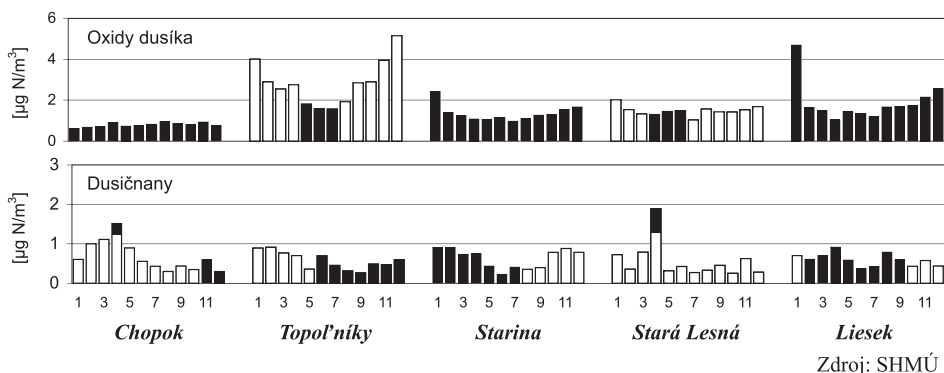 6
Oxidy dusíka
4
[µg N/m³]
2
0
3
Dusičnany
2
[µg N/m³]
1
0
1 3 5 7 9 11 1 3 5 7 9 11 1 3 5 7 9 11 1 3 5 7 9 11 1 3 5 7 9 11
Chopok Topoľníky Starina Stará Lesná Liesek
Zdroj: SHMÚ